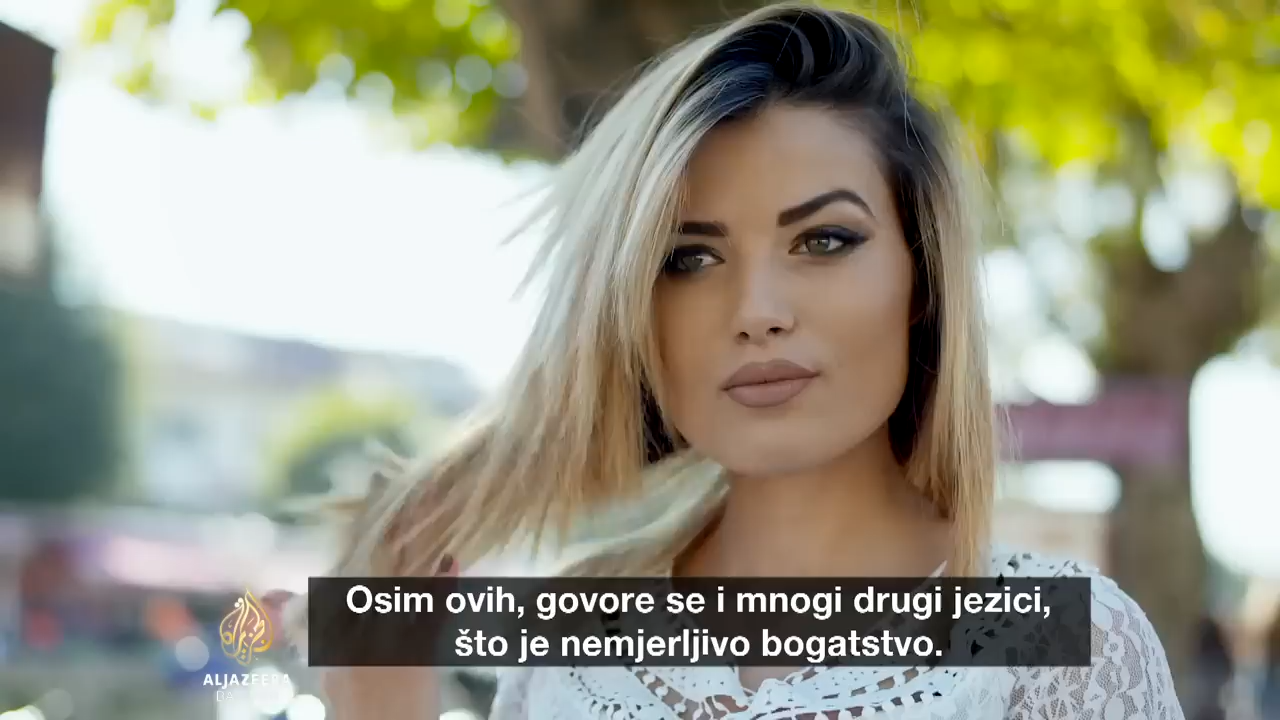 Osim ovih, govore se i mnogi drugi jezici,
što je nemjerljivo bogatstvo.
ALJAZEERA